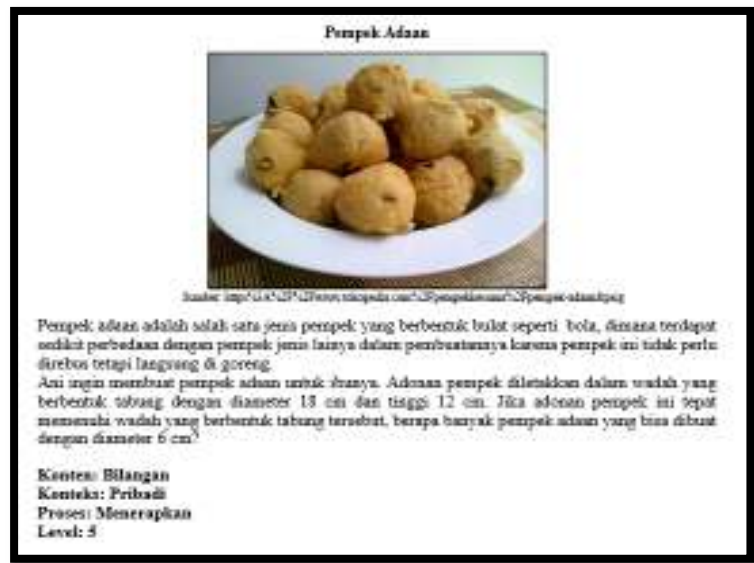 Pempek Adaan
Sumber:
Pempek adaan adalah salah satu jenis pempek yang berbentuk bulat seperti bola, dimana terdapat
sedikit perbedaan dengan pempek jenis lainya dalam pembuatannya karena pempek ini tidak perlu
direbus tetapi langsung di goreng.
Ani ingin membuat pempek adaan untuk ibunya. Adonan pempek diletakkan dalam wadah yang
berbentuk tabung dengan diameter 18 cm dan tinggi 12 cm. Jika adonan pempek ini tepat
memenuhi wadah yang berbentuk tabung tersebut, berapa banyak pempek adaan yang bisa dibuat
dengan diameter 6 cm?
Konten: Bilangan
Konteks: Pribadi
Proses: Menerapkan
Level: 5